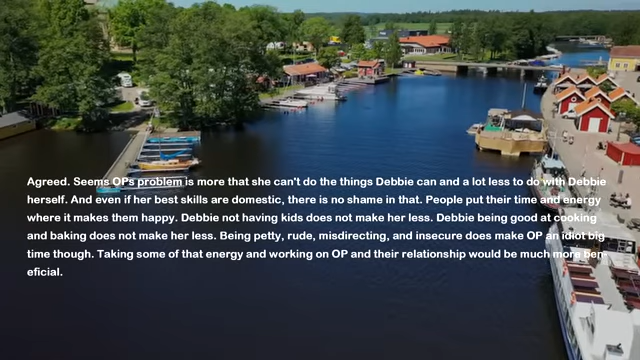 Agreed. Seems OPs problem is more that she can't do the things Debbie can and a lot less to do with Debbie
herself. And even if her best skills are domestic, there is no shame in that. People put their time and energy
where it makes them happy. Debbie not having kids does not make her less. Debbie being good at cooking
and baking does not make her less. Being petty, rude, misdirecting, and insecure does make OP an idiot big
time though. Taking some of that energy and working on OP and their relationship would be much more ben-
eficial.